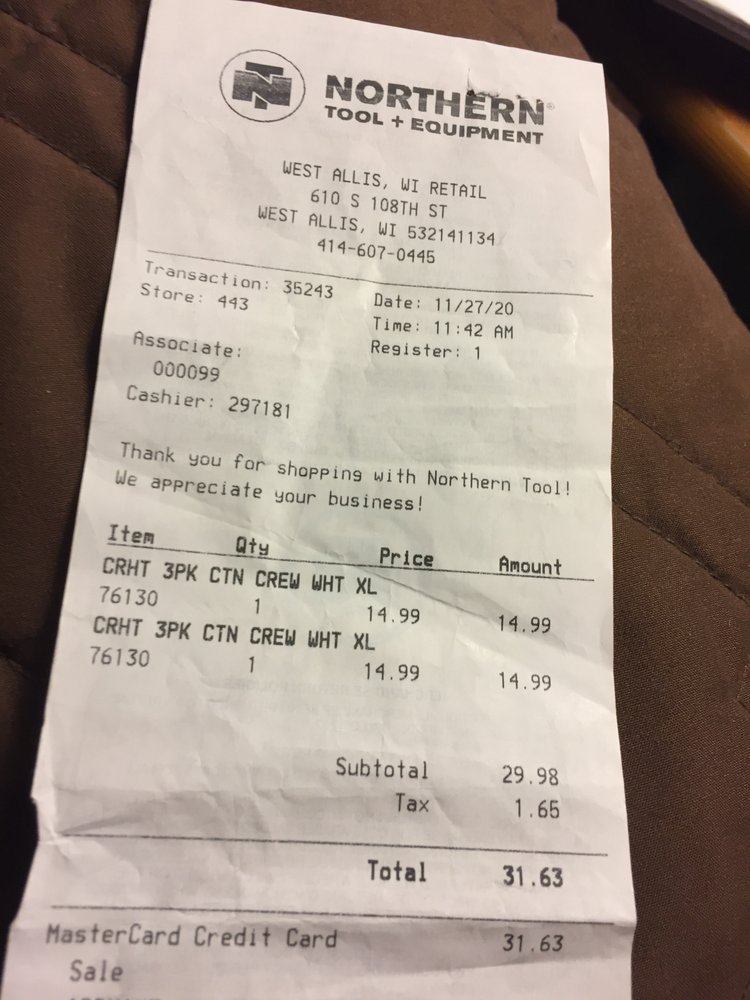 NORTHERN®
TOOL + EQUIPMENT
WEST ALLIS, WI RETAIL
610 S 108TH ST
WEST ALLIS, WI 532141134
414-607-0445
Transaction: 35243 Date: 11/27/20
Store: 443 Time: 11:42 AM
Register: 1
Associate:
000099
Cashier: 297181
Thank you for shopping with Northern Tool!
We appreciate your business!
Item Qty Price Amount
CRHT 3PK CTN CREW WHT XL
76130 1 14.99 14.99
CRHT 3PK CTN CREW WHT XL
76130 1 14.99 14.99
Subtotal 29.98
Tax 1.65
Total 31.63
MasterCard Credit Card 31.63
Sale